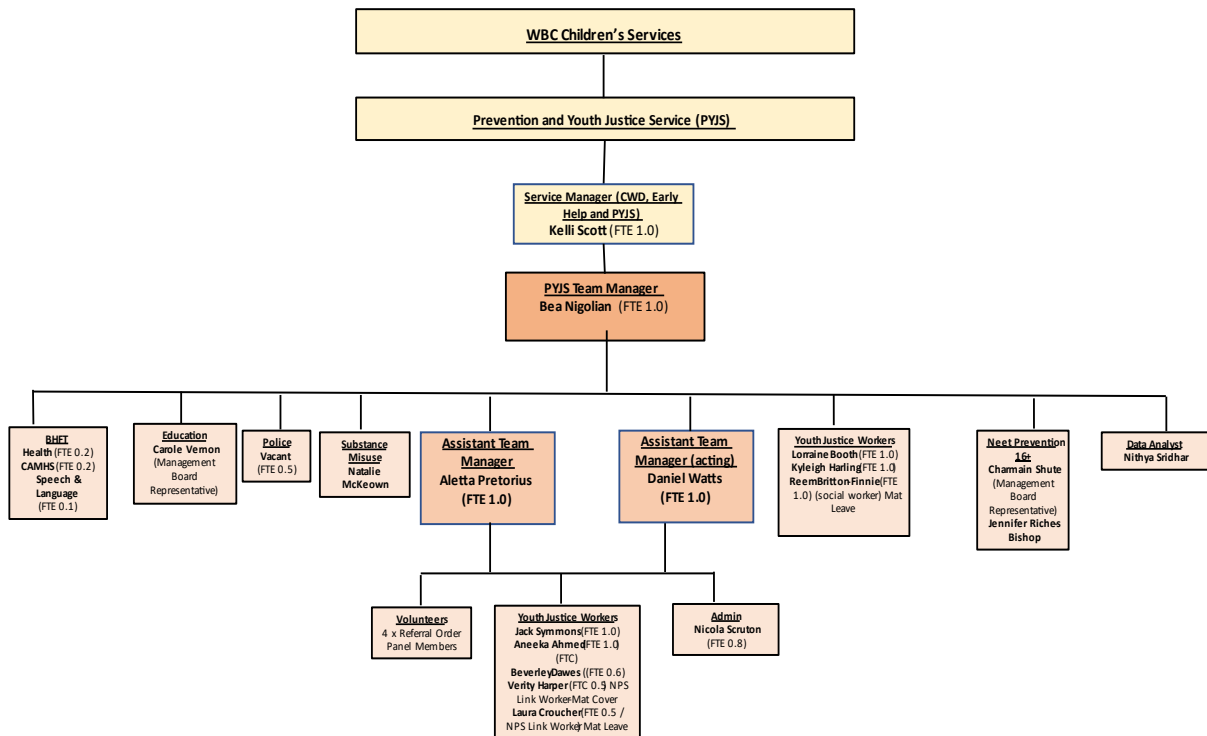 WBC Children's Services
Prevention and Youth Justice Service (PYJS)
Service Manager (CWD, Early
Help and PYJS)
Kelli Scott (FTE 1.0)
PYJS Team Manager
Bea Nigolian (FTE 1.0)
BHFT
Health (FTE 0.2)
CAMHS (FTE 0.2)
Speech &
Language
(FTE 0.1)
Education
Carole Vernon
(Management
Board
Representative)
Police
Vacant
(FTE 0.5)
Substance
Misuse
Natalie
McKeown
Assistant Team
Manager
Aletta Pretorius
(FTE 1.0)
Assistant Team
Manager (acting)
Daniel Watts
(FTE 1.0)
Youth Justice Workers
Lorraine Booth (FTE 1.0)
Kyleigh Harling (FTE 1.0)
Reem Britton-Finnie (FTE
1.0) (social worker) Mat
Leave
Neet Prevention
16+
Charmain Shute
(Management
Board
Representative)
Jennifer Riches
Bishop
Data Analyst
Nithya Sridhar
Volunteers
4 x Referral Order
Panel Members
Youth Justice Workers
Jack Symmons (FTE 1.0)
Aneeka Ahmed (FTE 1.0)
(FTC)
Beverley Dawes ((FTE 0.6)
Verity Harper (FTC 0.5) NPS
Link Worker-Mat Cover
Laura Croucher (FTE 0.5 /
NPS Link Worker) Mat Leave
Admin
Nicola Scruton
(FTE 0.8)